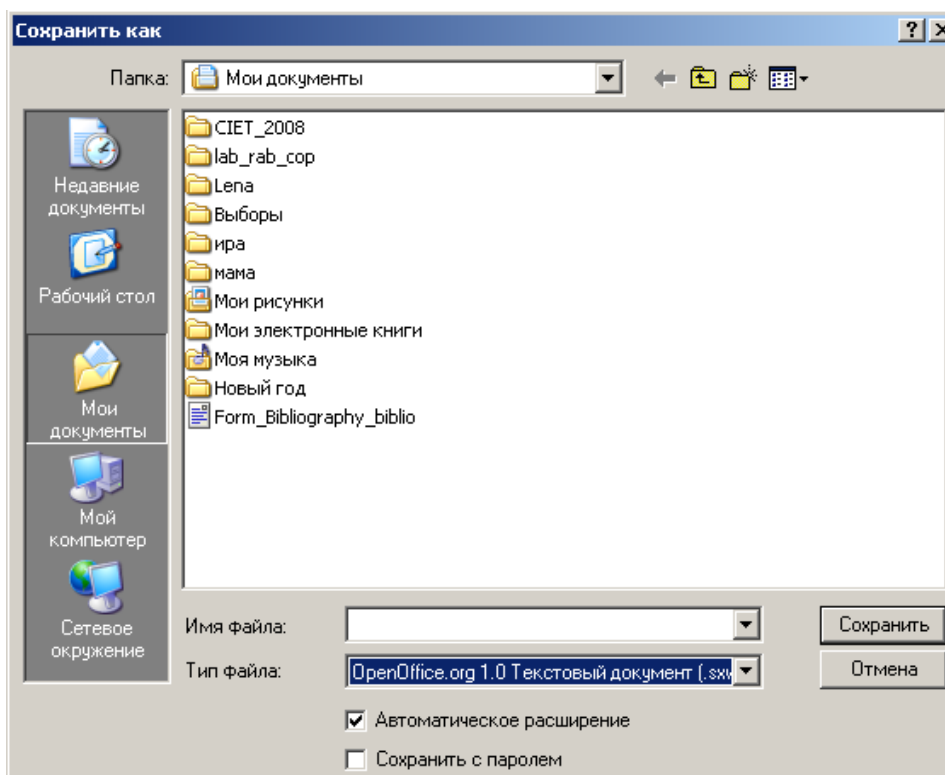 Сохранить как
Папка: Мои документы
Недавние
документы
Рабочий стол
Мои
документы
Мой
компьютер
Сетевое
окружение
CIET_2008
lab_rab_cop
Lena
Выборы
ира
мама
Мои рисунки
Мои электронные книги
Моя музыка
Новый год
Form_Bibliography_biblio
Имя файла:
Сохранить
Тип файла: OpenOffice.org 1.0 Текстовый документ (.sxw
Отмена
Автоматическое расширение
Сохранить с паролем